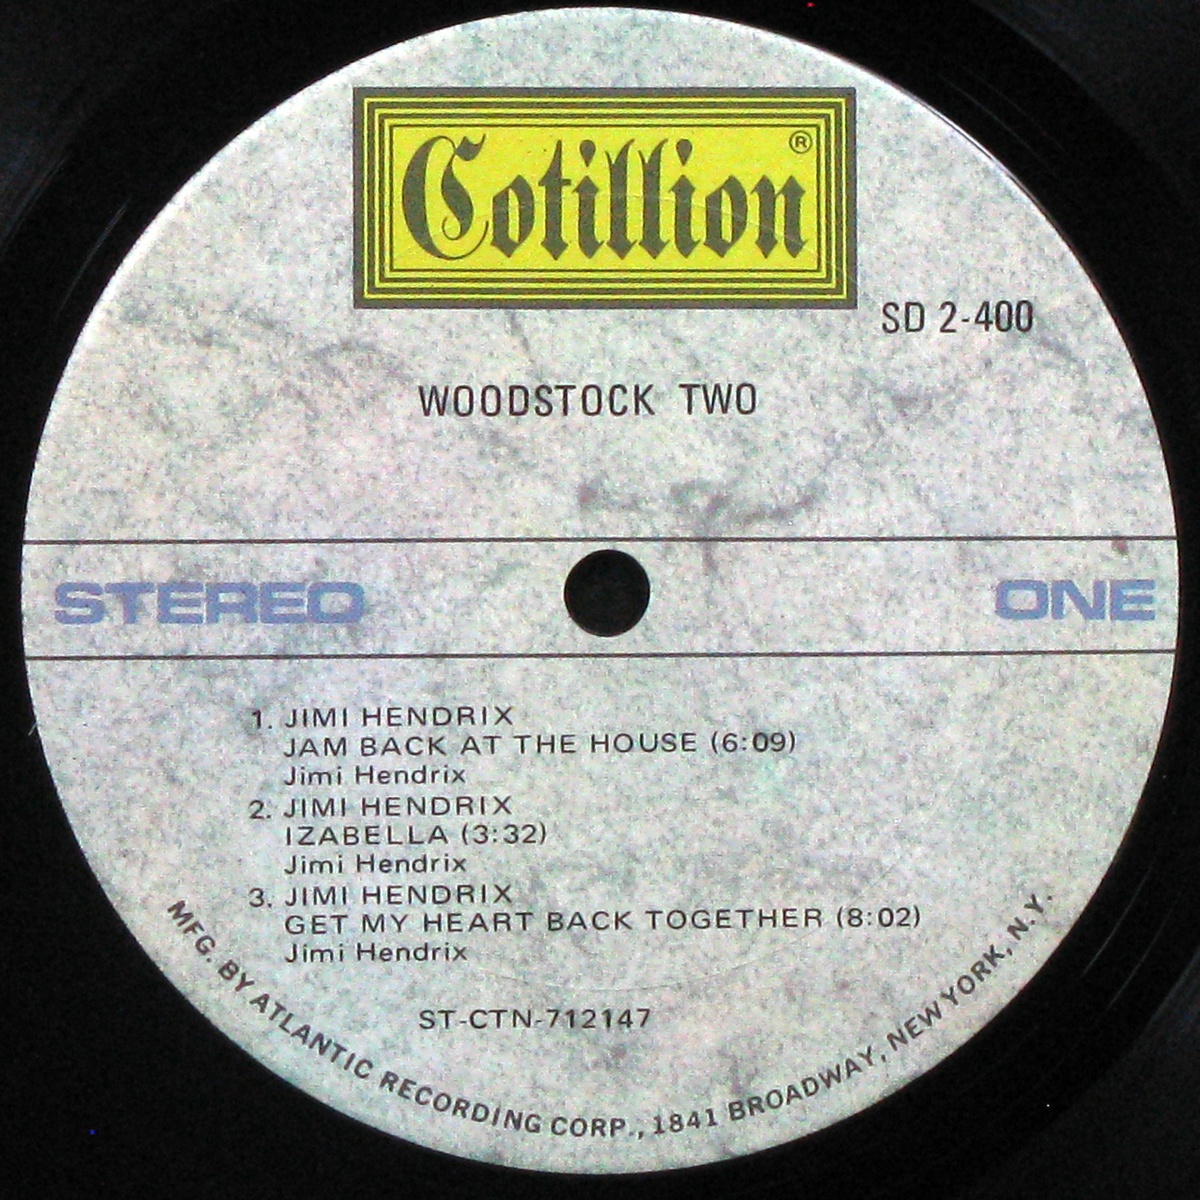 Cotillion ®
SD 2-400
WOODSTOCK TWO
STEREO ONE
1. JIMI HENDRIX
JAM BACK AT THE HOUSE (6:09)
Jimi Hendrix
2. JIMI HENDRIX
IZABELLA (3:32)
Jimi Hendrix
3. JIMI HENDRIX
GET MY HEART BACK TOGETHER (8:02)
Jimi Hendrix
ST-CTN-712147
MFG. BY ATLANTIC RECORDING CORP., 1841 BROADWAY, NEW YORK, N.Y.